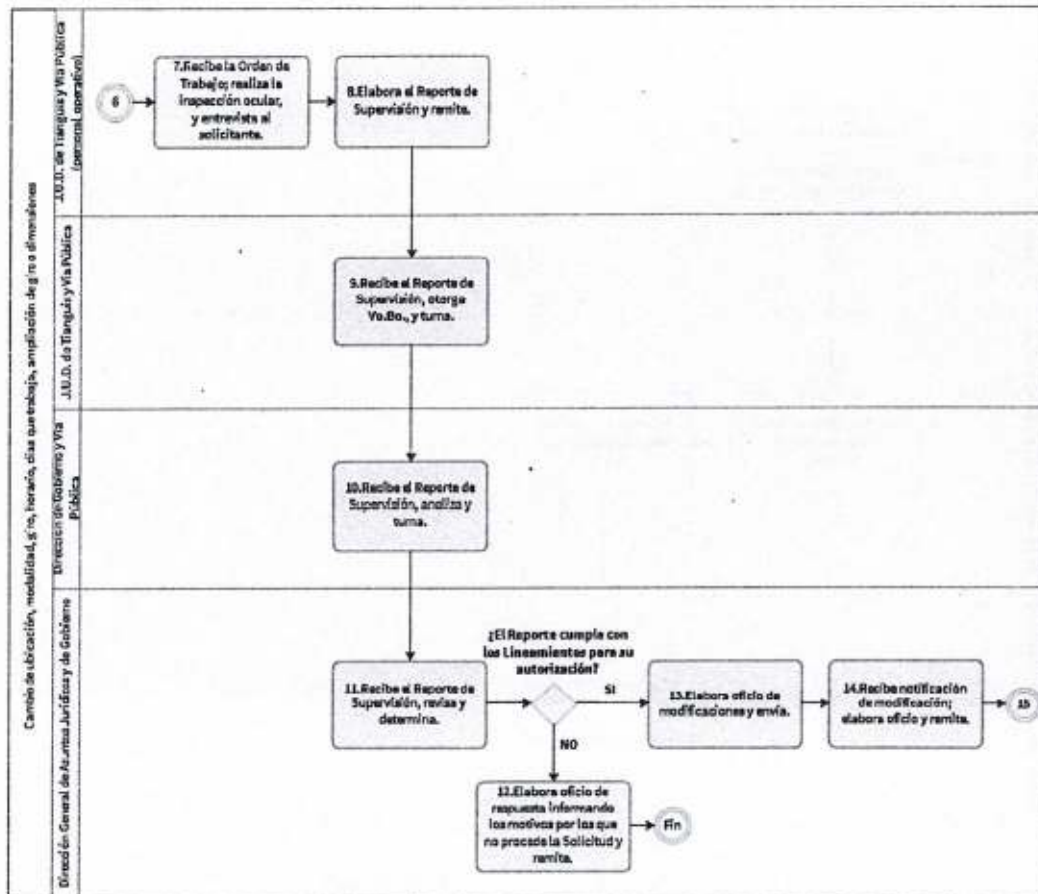 Cambio de ubicación, modalidad, giro, horario, días que trabaja, ampliación de giro o dimensiones
J.U.D. de Tianguis y Vía Pública
(personal operativo)
6
7.Recibe la Orden de
Trabajo; realiza la
inspección ocular,
y entrevista al
solicitante.
8.Elabora el Reporte de
Supervisión y remite.
J.U.D. de Tianguis y Vía Pública
9.Recibe el Reporte de
Supervisión, otorga
Vo.Bo., y turna.
Dirección de Gobierno y Vía
Pública
10.Recibe el Reporte de
Supervisión, analiza y
turna.
Dirección General de Asuntos Jurídicos y de Gobierno
11.Recibe el Reporte de
Supervisión, revisa y
determina.
¿El Reporte cumple con
los Lineamientos para su
autorización?
SI
NO
13.Elabora oficio de
modificaciones y envía.
14.Recibe notificación
de modificación;
elabora oficio y remite.
15
12.Elabora oficio de
respuesta informando
los motivos por los que
no procede la Solicitud y
remite.
Fin